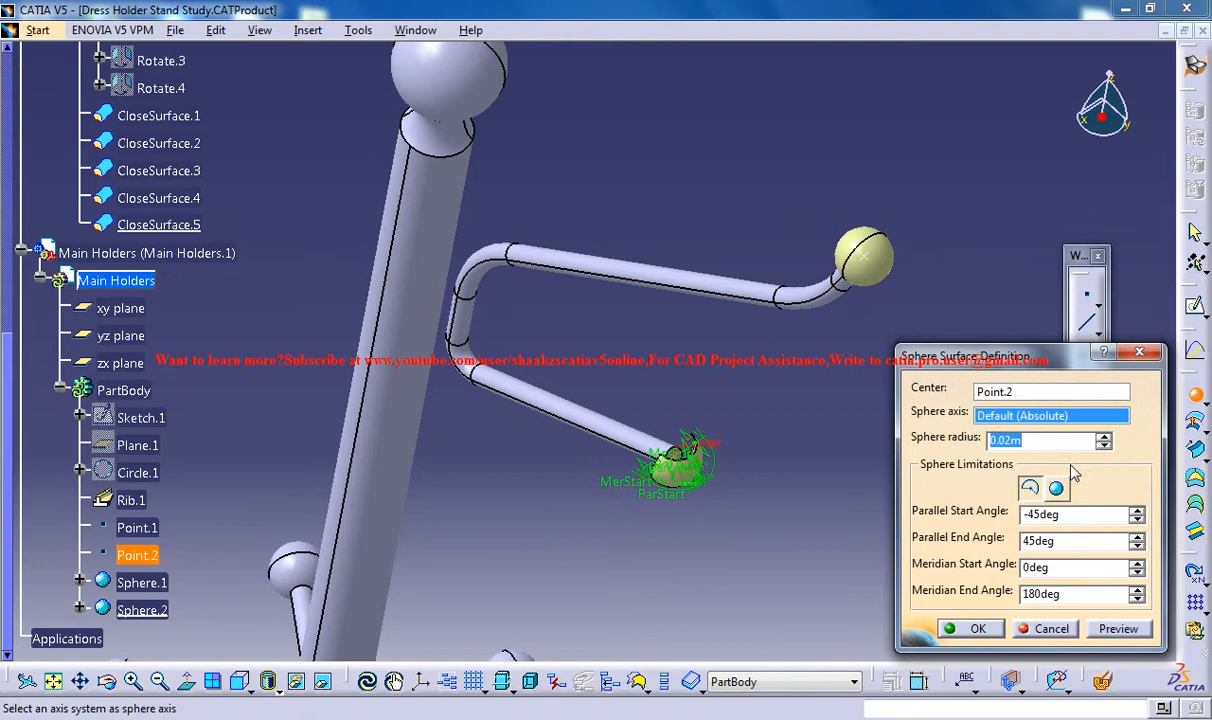 CATIA V5 - [Dress Holder Stand Study.CATProduct]
Start ENOVIA V5 VPM File Edit View Insert Tools Window Help
Rotate.3
Rotate.4
CloseSurface.1
CloseSurface.2
CloseSurface.3
CloseSurface.4
CloseSurface.5
Main Holders (Main Holders.1)
Main Holders
xy plane
yz plane
zx plane
PartBody
Sketch.1
Plane.1
Circle.1
Rib.1
Point.1
Point.2
Sphere.1
Sphere.2
Applications
z
x
y
W...
Want to learn more?Subscribe at www.youtube.com/user/shaakzscatiav5online,For CAD Project Assistance,Write to catia.pro.user@gmail.com
MerStart
ParStart
Sphere Surface Definition
Center: Point.2
Sphere axis: Default (Absolute)
Sphere radius: 0.02m
Sphere Limitations
Parallel Start Angle: -45deg
Parallel End Angle: 45deg
Meridian Start Angle: 0deg
Meridian End Angle: 180deg
OK Cancel Preview
PartBody
ABC
Select an axis system as sphere axis